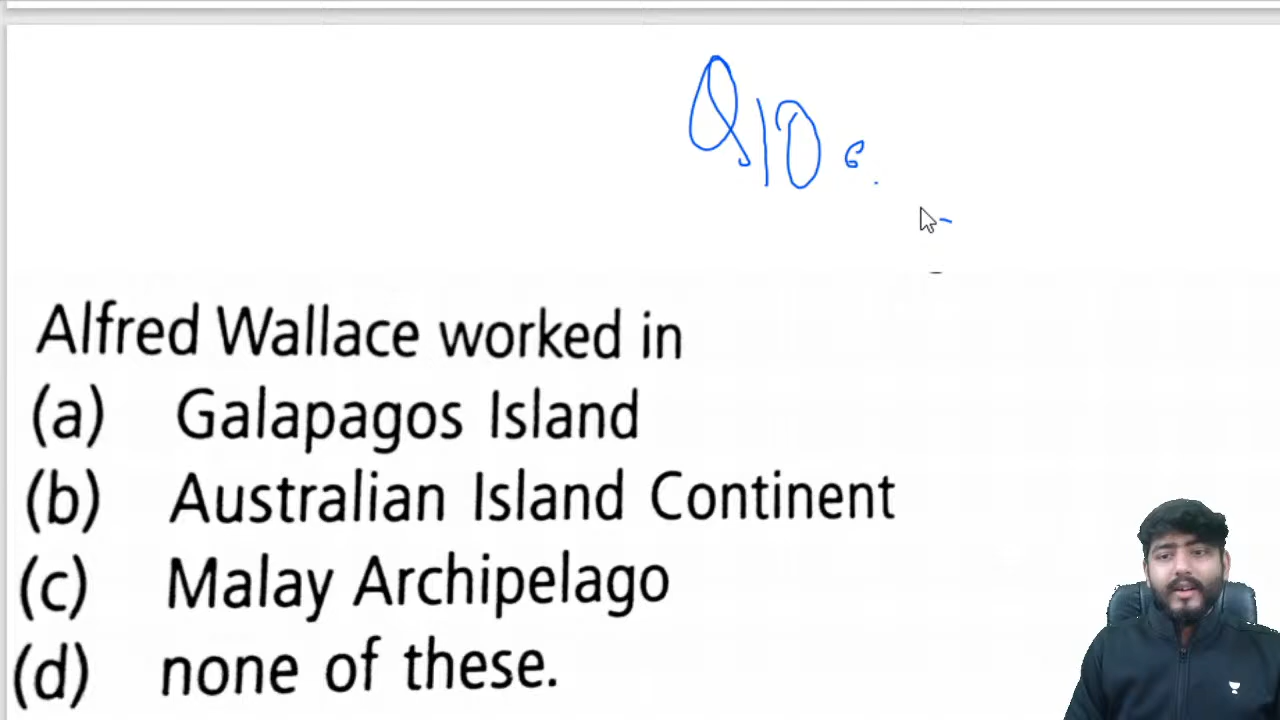 Q10.
Alfred Wallace worked in
(a) Galapagos Island
(b) Australian Island Continent
(c) Malay Archipelago
(d) none of these.